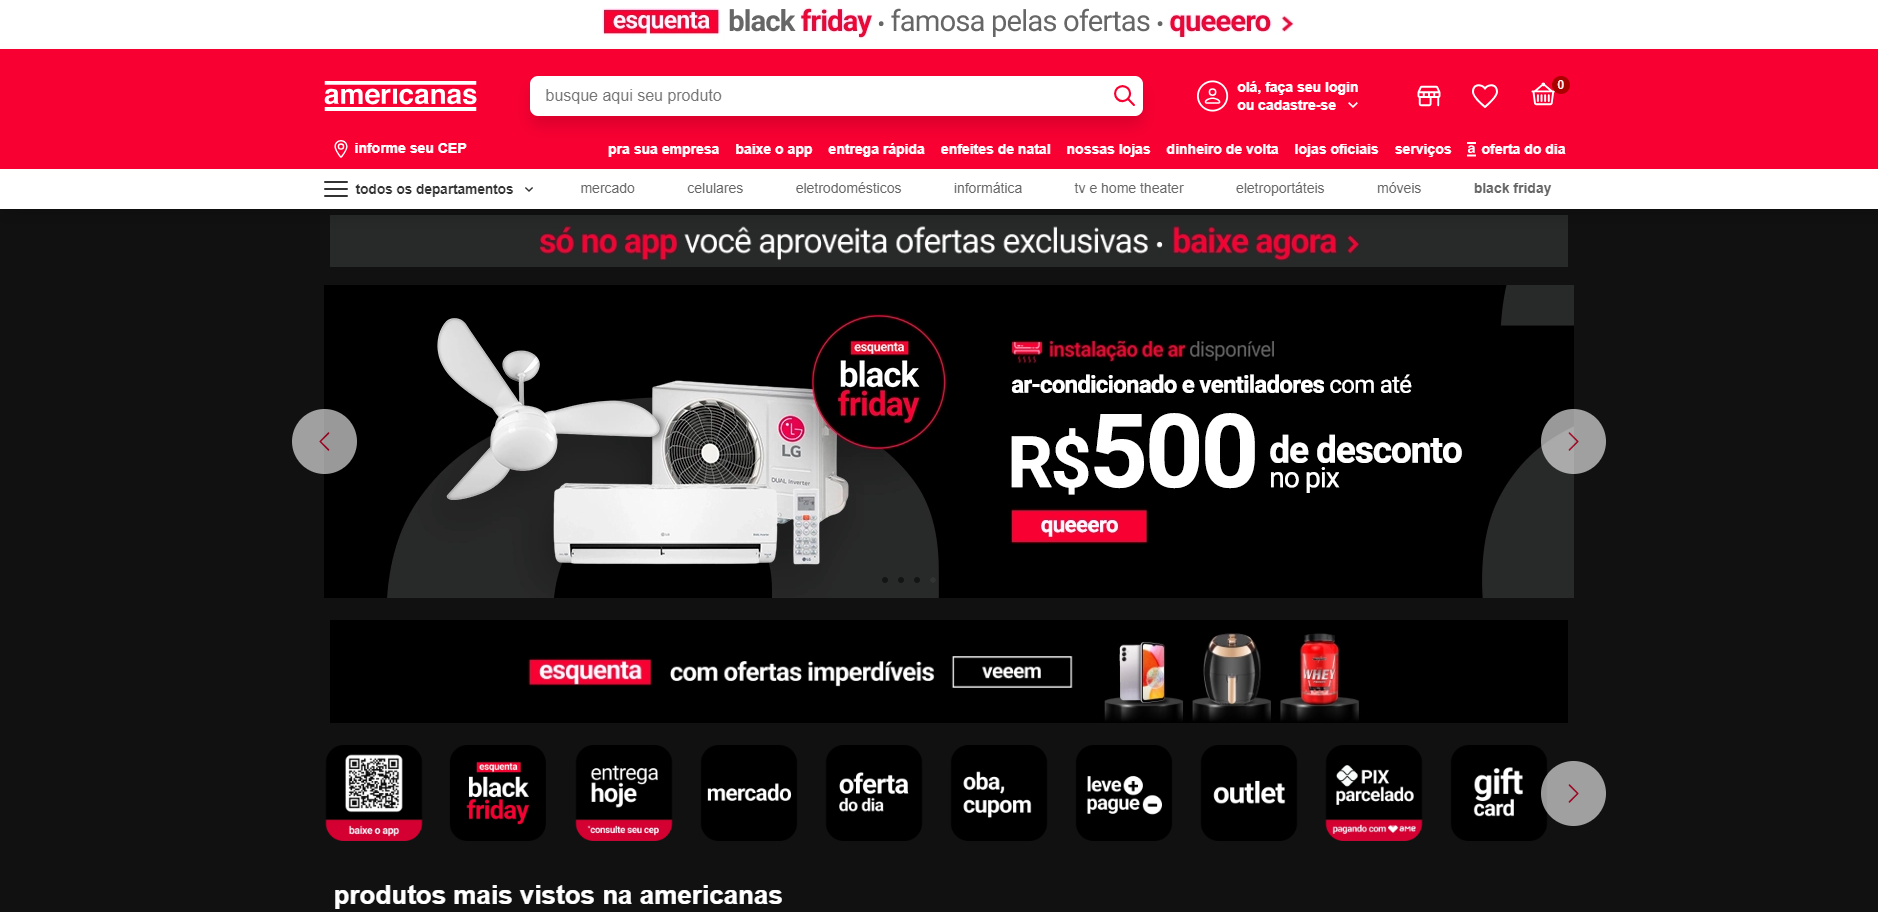 esquenta black friday · famosa pelas ofertas · queeero >
americanas
busque aqui seu produto
olá, faça seu login
ou cadastre-se
0
informe seu CEP
pra sua empresa baixe o app entrega rápida enfeites de natal nossas lojas dinheiro de volta lojas oficiais serviços a oferta do dia
todos os departamentos mercado celulares eletrodomésticos informática tv e home theater eletroportáteis móveis black friday
só no app você aproveita ofertas exclusivas · baixe agora >
esquenta
black
friday
LG
DUAL Inverter
instalação de ar disponível
ar-condicionado e ventiladores com até
R$500 de desconto
no pix
queeero
esquenta com ofertas imperdíveis veeem
WHEY
baixe o app
esquenta
black
friday
entrega
hoje
*consulte seu cep
mercado
oferta
do dia
oba,
cupom
leve +
pague -
outlet
PIX
parcelado
pagando com ame
gift
card
produtos mais vistos na americanas